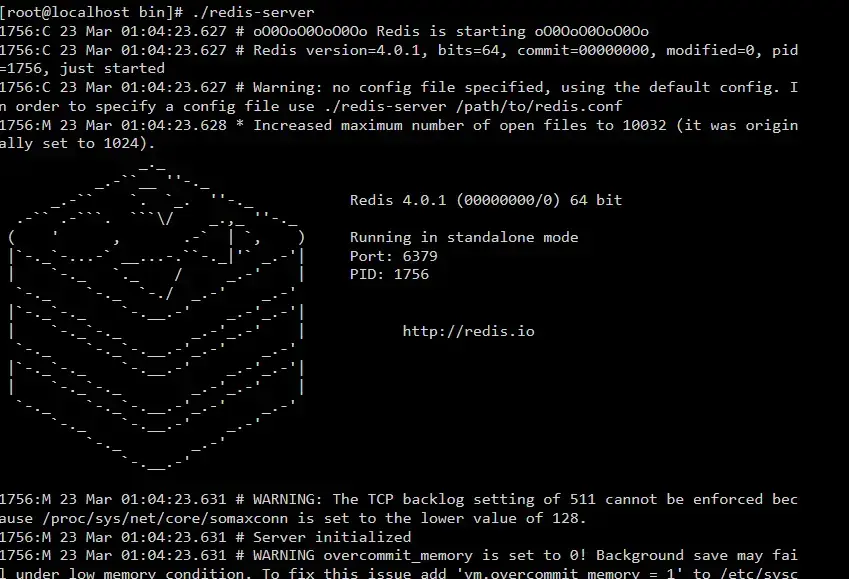 [root@localhost bin]# ./redis-server
1756:C 23 Mar 01:04:23.627 # oO0OoO0OoO0Oo Redis is starting oO0OoO0OoO0Oo
1756:C 23 Mar 01:04:23.627 # Redis version=4.0.1, bits=64, commit=00000000, modified=0, pid
=1756, just started
1756:C 23 Mar 01:04:23.627 # Warning: no config file specified, using the default config. I
n order to specify a config file use ./redis-server /path/to/redis.conf
1756:M 23 Mar 01:04:23.628 * Increased maximum number of open files to 10032 (it was origin
ally set to 1024).
Redis 4.0.1 (00000000/0) 64 bit
Running in standalone mode
Port: 6379
PID: 1756
http://redis.io
1756:M 23 Mar 01:04:23.631 # WARNING: The TCP backlog setting of 511 cannot be enforced bec
ause /proc/sys/net/core/somaxconn is set to the lower value of 128.
1756:M 23 Mar 01:04:23.631 # Server initialized
1756:M 23 Mar 01:04:23.631 # WARNING overcommit_memory is set to 0! Background save may fai
l under low memory condition. To fix this issue add 'vm.overcommit_memory = 1' to /etc/sysc